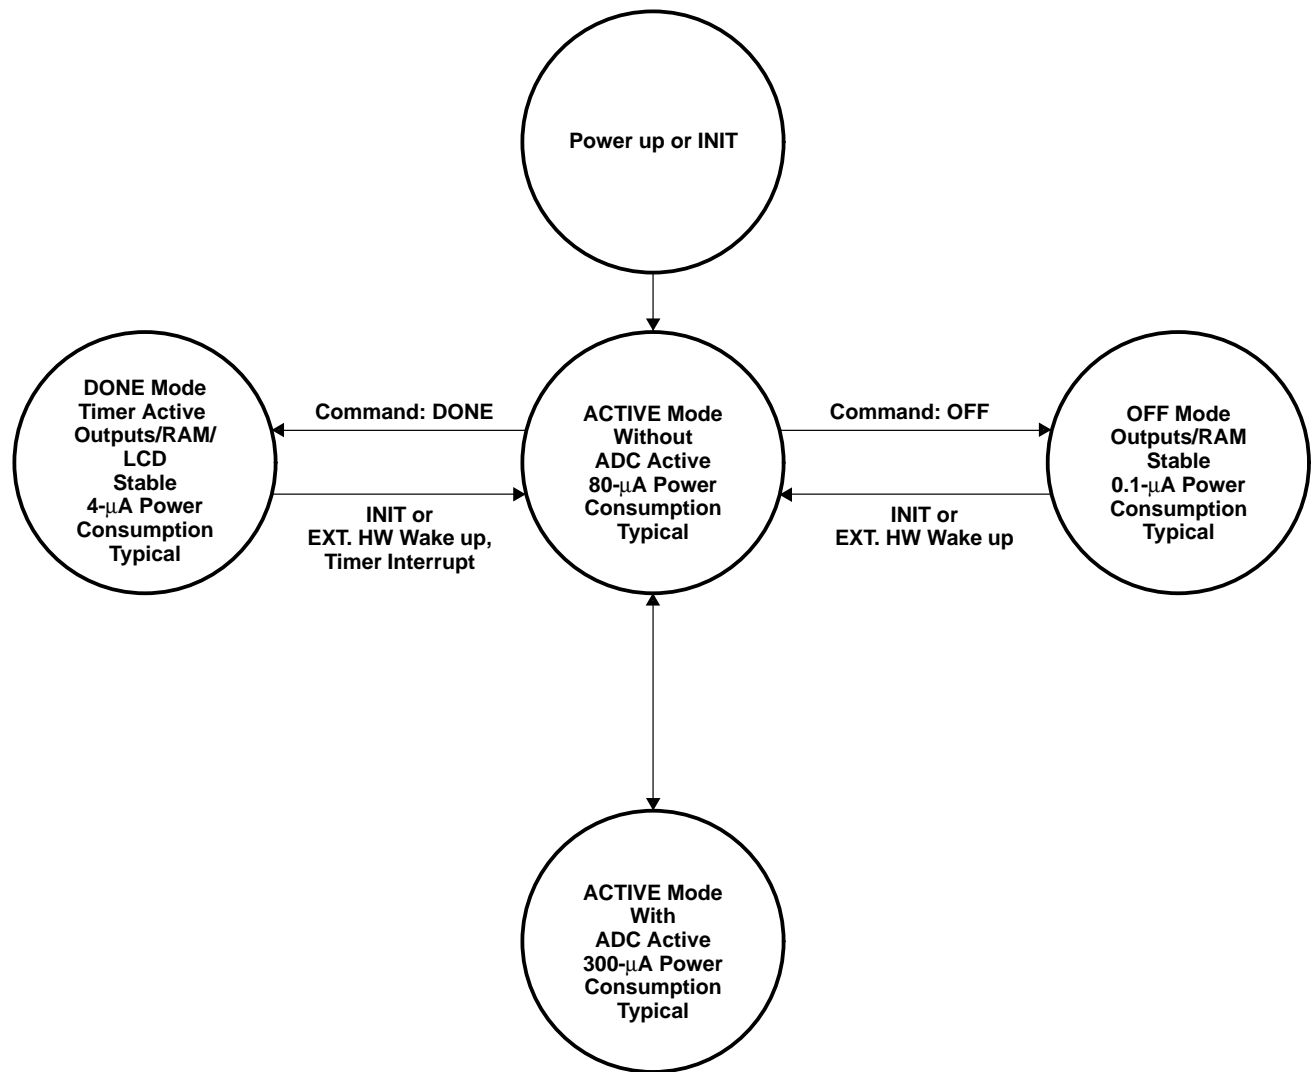 Power up or INIT
DONE Mode
Timer Active
Outputs/RAM/
LCD
Stable
4-μA Power
Consumption
Typical
Command: DONE
INIT or
EXT. HW Wake up,
Timer Interrupt
ACTIVE Mode
Without
ADC Active
80-μA Power
Consumption
Typical
Command: OFF
INIT or
EXT. HW Wake up
OFF Mode
Outputs/RAM
Stable
0.1-μA Power
Consumption
Typical
ACTIVE Mode
With
ADC Active
300-μA Power
Consumption
Typical